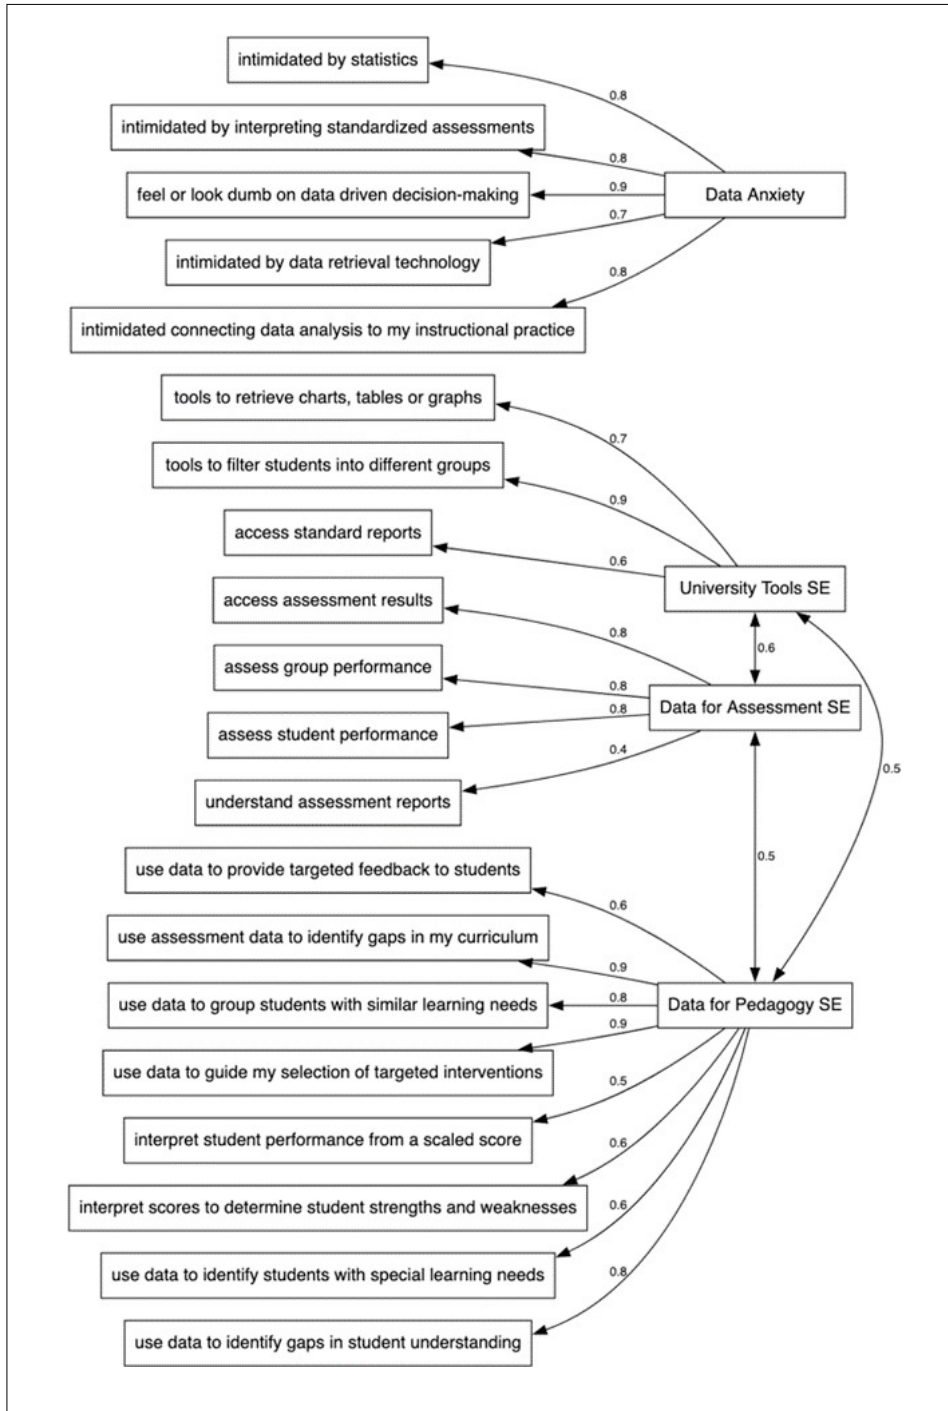 intimidated by statistics
0.8
intimidated by interpreting standardized assessments
0.8
feel or look dumb on data driven decision-making
0.9
Data Anxiety
0.7
intimidated by data retrieval technology
0.8
intimidated connecting data analysis to my instructional practice
tools to retrieve charts, tables or graphs
0.7
tools to filter students into different groups
0.9
access standard reports
0.6
University Tools SE
access assessment results
0.8
0.6
assess group performance
0.8
Data for Assessment SE
0.8
assess student performance
0.4
0.5
understand assessment reports
0.5
use data to provide targeted feedback to students
0.6
use assessment data to identify gaps in my curriculum
0.9
use data to group students with similar learning needs
0.8
Data for Pedagogy SE
0.9
use data to guide my selection of targeted interventions
0.5
interpret student performance from a scaled score
0.6
interpret scores to determine student strengths and weaknesses
0.6
use data to identify students with special learning needs
0.8
use data to identify gaps in student understanding